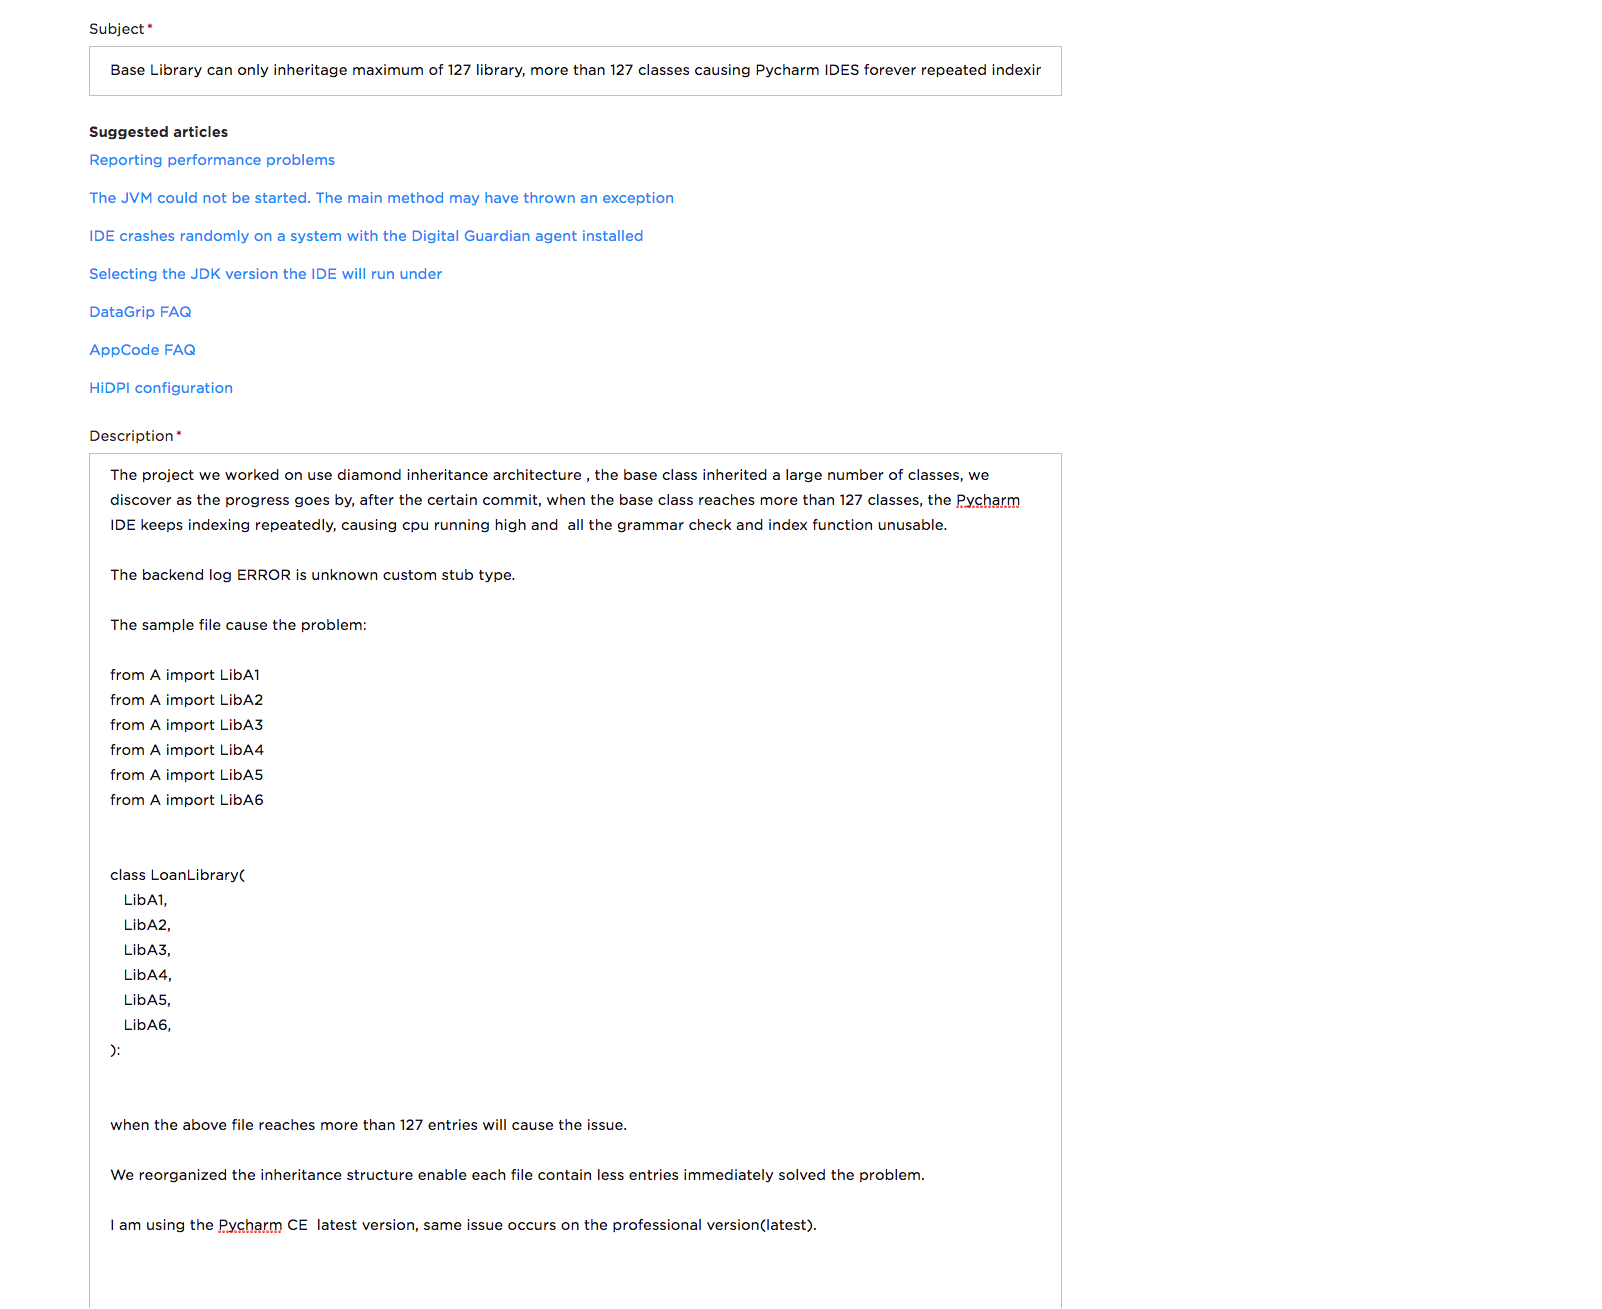 Subject*
Base Library can only inheritage maximum of 127 library, more than 127 classes causing Pycharm IDES forever repeated indexir
Suggested articles
Reporting performance problems
The JVM could not be started. The main method may have thrown an exception
IDE crashes randomly on a system with the Digital Guardian agent installed
Selecting the JDK version the IDE will run under
DataGrip FAQ
AppCode FAQ
HiDPI configuration
Description*
The project we worked on use diamond inheritance architecture , the base class inherited a large number of classes, we
discover as the progress goes by, after the certain commit, when the base class reaches more than 127 classes, the Pycharm
IDE keeps indexing repeatedly, causing cpu running high and  all the grammar check and index function unusable.
The backend log ERROR is unknown custom stub type.
The sample file cause the problem:
from A import LibA1
from A import LibA2
from A import LibA3
from A import LibA4
from A import LibA5
from A import LibA6
class LoanLibrary(
LibA1,
LibA2,
LibA3,
LibA4,
LibA5,
LibA6,
):
when the above file reaches more than 127 entries will cause the issue.
We reorganized the inheritance structure enable each file contain less entries immediately solved the problem.
I am using the Pycharm CE  latest version, same issue occurs on the professional version(latest).